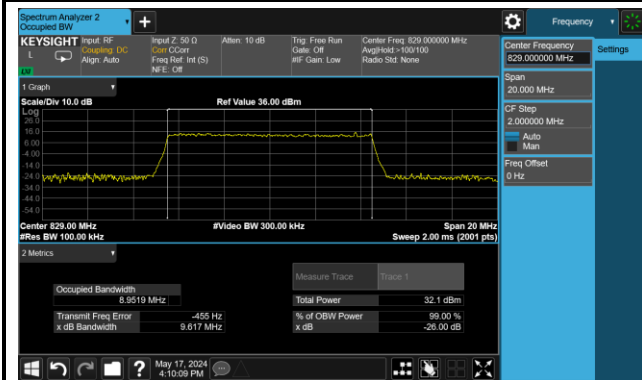 Spectrum Analyzer 2
Occupied BW
Frequency
KEYSIGHT
L
Input: RF
Coupling: DC
Align: Auto
Input Z: 50 Ω
Corr CCorr
Freq Ref: Int (S)
NFE: Off
Atten: 10 dB
Trig: Free Run
Gate: Off
#IF Gain: Low
Center Freq: 829.000000 MHz
Avg|Hold:>100/100
Radio Std: None
Center Frequency
829.000000 MHz
Settings
Span
20.000 MHz
CF Step
2.000000 MHz
Auto
Man
Freq Offset
0 Hz
1 Graph
Scale/Div 10.0 dB
Ref Value 36.00 dBm
Log
26.0
16.0
6.00
-4.00
-14.0
-24.0
-34.0
-44.0
-54.0
Center 829.00 MHz
#Video BW 300.00 kHz
Span 20 MHz
#Res BW 100.00 kHz
Sweep 2.00 ms (2001 pts)
2 Metrics
Measure Trace
Trace 1
Occupied Bandwidth
8.9519 MHz
Total Power
32.1 dBm
Transmit Freq Error
-455 Hz
% of OBW Power
99.00 %
x dB Bandwidth
9.617 MHz
x dB
-26.00 dB
May 17, 2024
4:10:09 PM